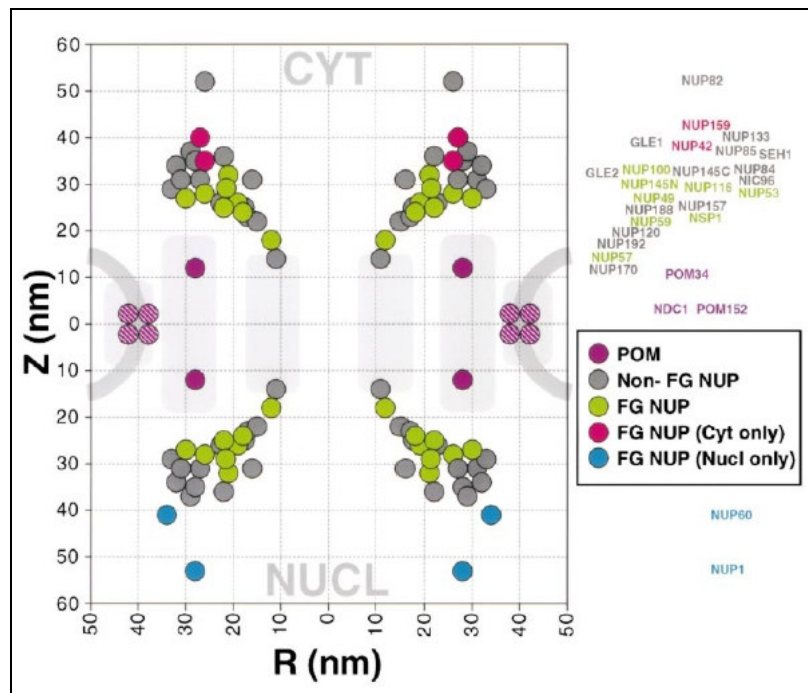 60
50
40
30
20
10
0
10
20
30
40
50
60
Z (nm)
CYT
NUCL
50 40 30 20 10 0 10 20 30 40 50
R (nm)
NUP82
NUP159
NUP133
GLE1
NUP42
NUP85
SEH1
GLE2
NUP100
NUP145C
NUP84
NIC96
NUP145N
NUP116
NUP53
NUP49
NUP157
NUP188
NSP1
NUP59
NUP120
NUP192
NUP57
NUP170
POM34
NDC1 POM152
POM
Non- FG NUP
FG NUP
FG NUP (Cyt only)
FG NUP (Nucl only)
NUP60
NUP1